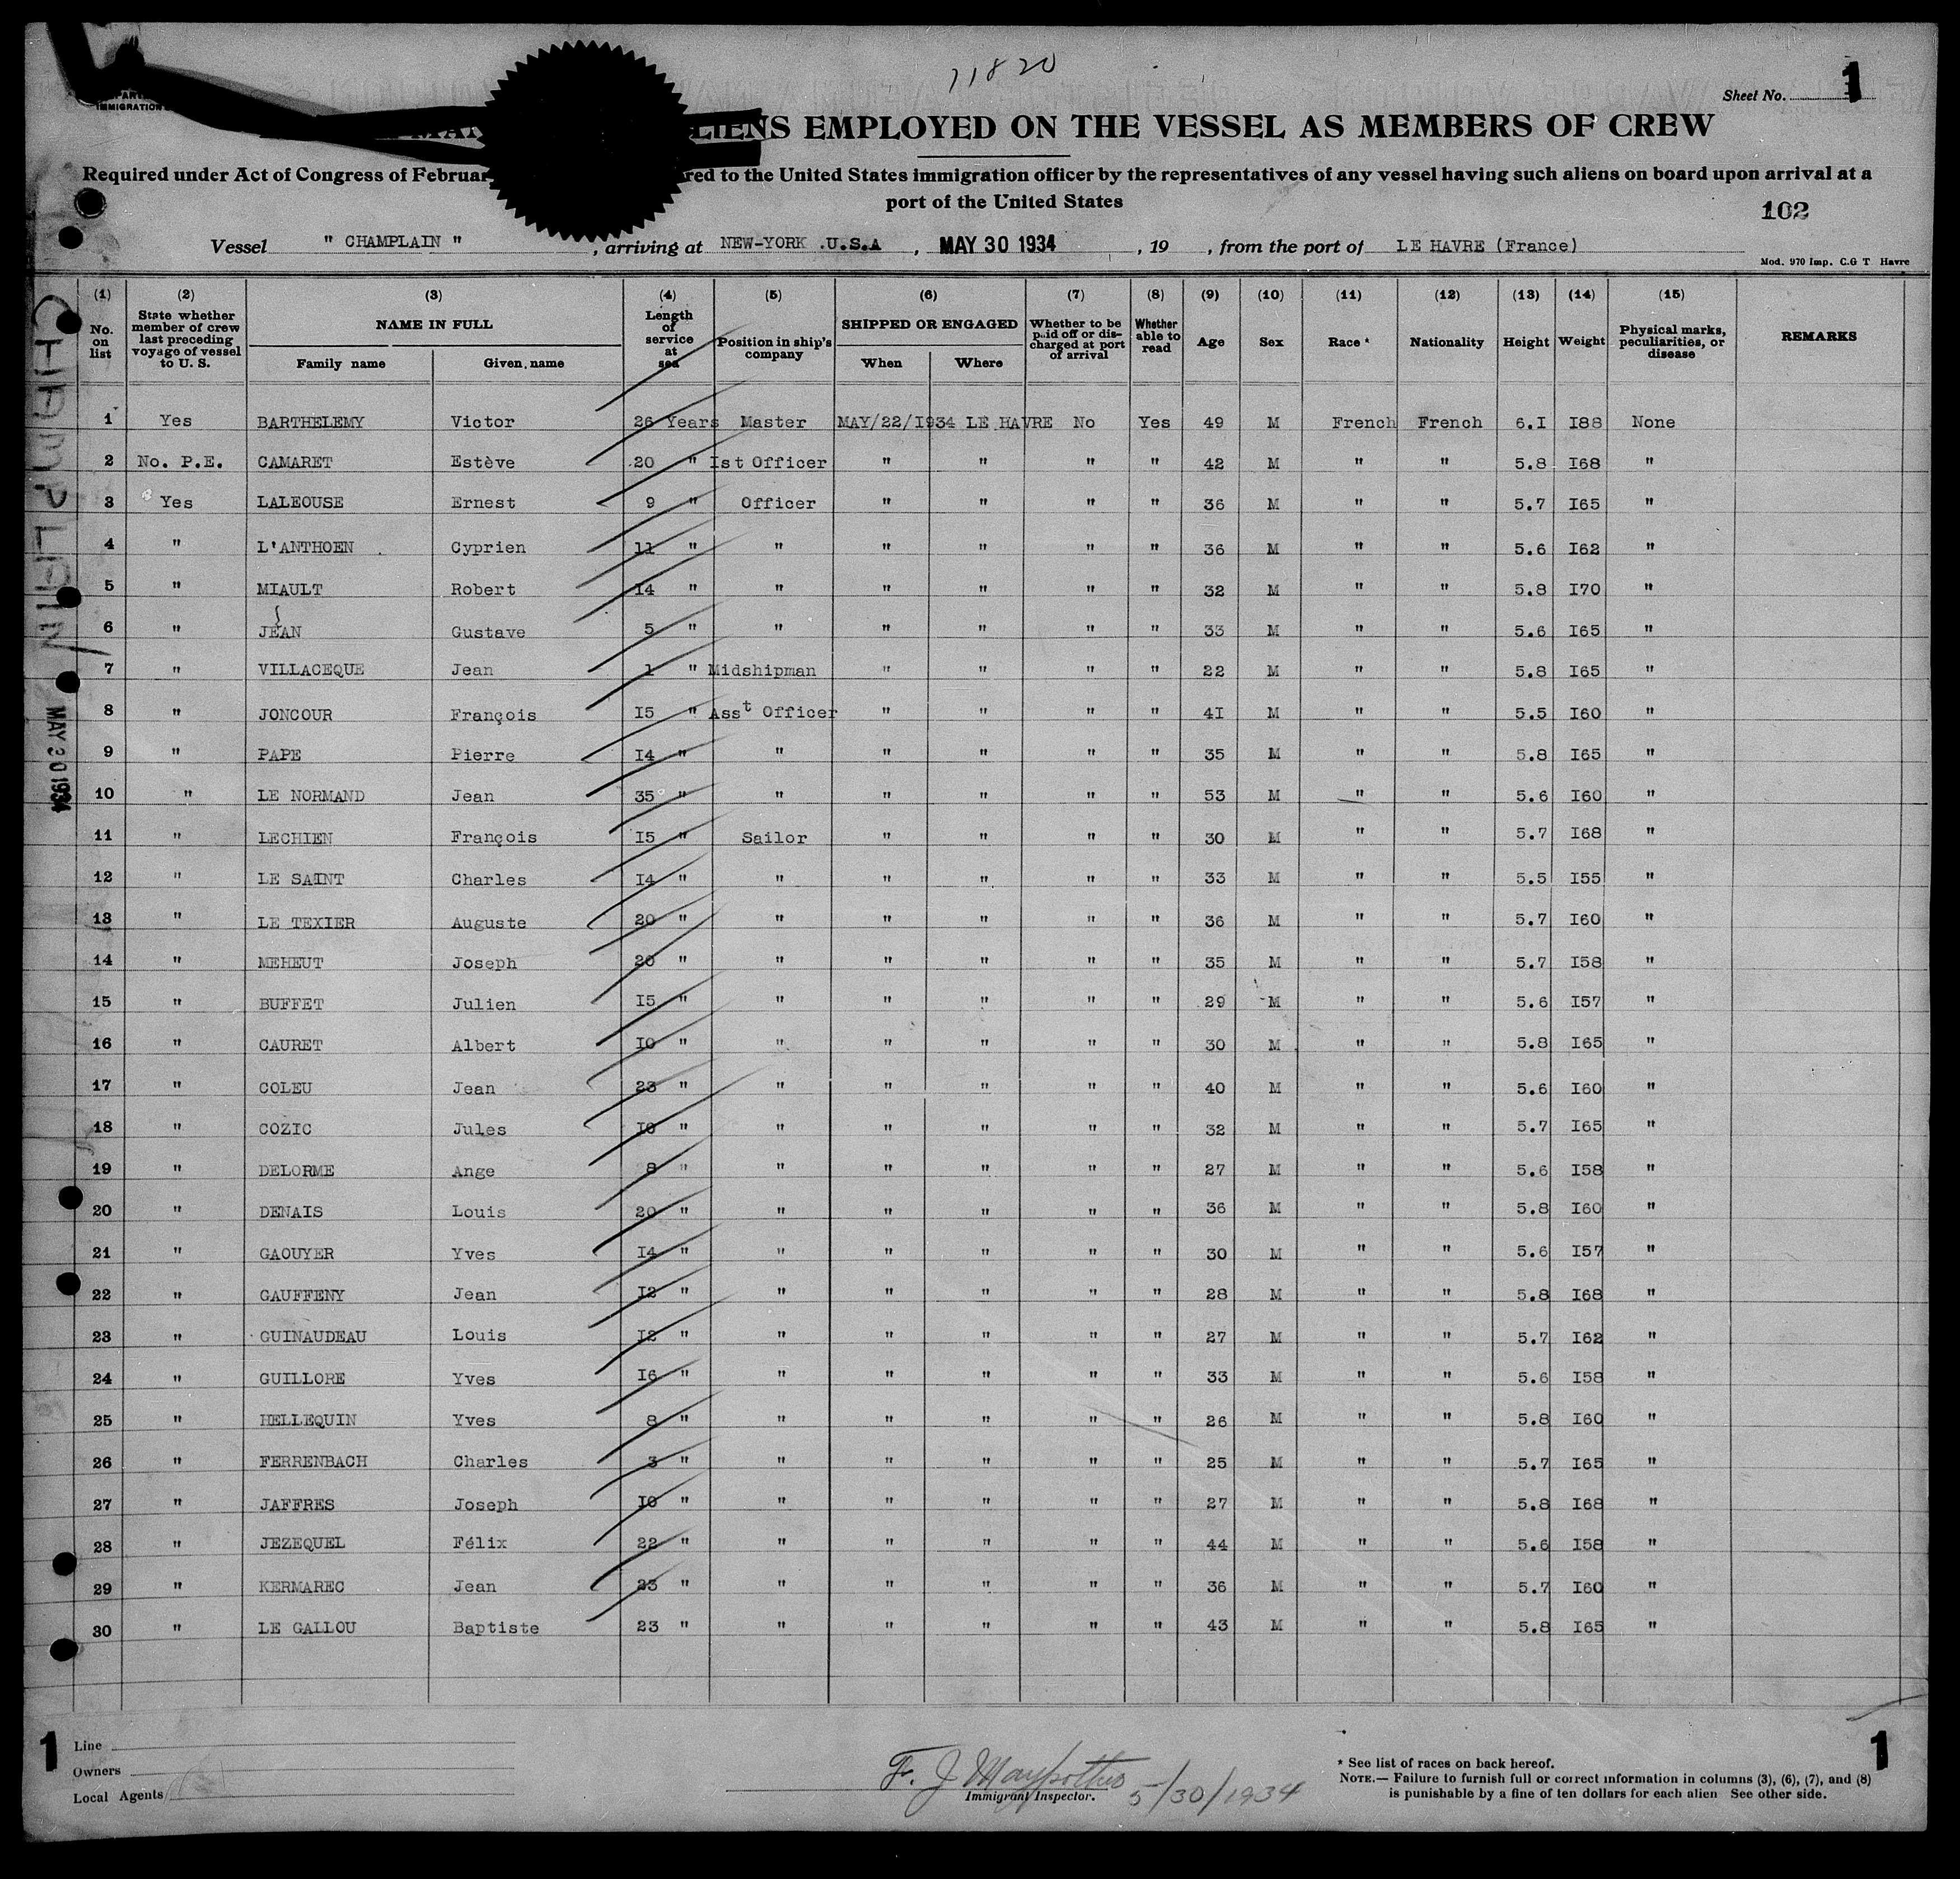 11820
Sheet No. 1
IMMIGRATION
LIENS EMPLOYED ON THE VESSEL AS MEMBERS OF CREW
Required under Act of Congress of Februar red to the United States immigration officer by the representatives of any vessel having such aliens on board upon arrival at a
port of the United States
102
Vessel " CHAMPLAIN " , arriving at NEW-YORK .U.S.A , MAY 30 1934 , 19 , from the port of LE HAVRE (France)
Mod. 970 Imp. C.G T Havre
CHAMPLAIN
MAY 30 1934
(1) No. on list (2) State whether member of crew last preceding voyage of vessel to U. S. (3) NAME IN FULL Family name Given name (4) Length of service at sea (5) Position in ship's company (6) SHIPPED OR ENGAGED When Where (7) Whether to be paid off or discharged at port of arrival (8) Whether able to read (9) Age (10) Sex (11) Race * (12) Nationality (13) Height (14) Weight (15) Physical marks, peculiarities, or disease REMARKS
1 Yes BARTHELEMY Victor 26 Years Master MAY/22/I934 LE HAVRE No Yes 49 M French French 6.I I88 None
2 No. P.E. CAMARET Estève 20 " Ist Officer " " " " 42 M " " 5.8 I68 "
3 Yes LALEOUSE Ernest 9 " Officer " " " " 36 M " " 5.7 I65 "
4 " L'ANTHOEN Cyprien 11 " " " " " " 36 M " " 5.6 I62 "
5 " MIAULT Robert I4 " " " " " " 32 M " " 5.8 I70 "
6 " JEAN Gustave 5 " " " " " " 33 M " " 5.6 I65 "
7 " VILLACEQUE Jean 1 " Midshipman " " " " 22 M " " 5.8 I65 "
8 " JONCOUR François I5 " Asst Officer " " " " 4I M " " 5.5 I60 "
9 " PAPE Pierre I4 " " " " " " 35 M " " 5.8 I65 "
10 " LE NORMAND Jean 35 " " " " " " 53 M " " 5.6 I60 "
11 " LECHIEN François I5 " Sailor " " " " 30 M " " 5.7 I68 "
12 " LE SAINT Charles I4 " " " " " " 33 M " " 5.5 I55 "
13 " LE TEXIER Auguste 20 " " " " " " 36 M " " 5.7 I60 "
14 " MEHEUT Joseph 20 " " " " " " 35 M " " 5.7 I58 "
15 " BUFFET Julien I5 " " " " " " 29 M " " 5.6 I57 "
16 " CAURET Albert I0 " " " " " " 30 M " " 5.8 I65 "
17 " COLEU Jean 23 " " " " " " 40 M " " 5.6 I60 "
18 " COZIC Jules I0 " " " " " " 32 M " " 5.7 I65 "
19 " DELORME Ange 8 " " " " " " 27 M " " 5.6 I58 "
20 " DENAIS Louis 20 " " " " " " 36 M " " 5.8 I60 "
21 " GAOUYER Yves I4 " " " " " " 30 M " " 5.6 I57 "
22 " GAUFFENY Jean I2 " " " " " " 28 M " " 5.8 I68 "
23 " GUINAUDEAU Louis I2 " " " " " " 27 M " " 5.7 I62 "
24 " GUILLORE Yves I6 " " " " " " 33 M " " 5.6 I58 "
25 " HELLEQUIN Yves 8 " " " " " " 26 M " " 5.8 I60 "
26 " FERRENBACH Charles 3 " " " " " " 25 M " " 5.7 I65 "
27 " JAFFRES Joseph I0 " " " " " " 27 M " " 5.8 I68 "
28 " JEZEQUEL Félix 22 " " " " " " 44 M " " 5.6 I58 "
29 " KERMAREC Jean 23 " " " " " " 36 M " " 5.7 I60 "
30 " LE GALLOU Baptiste 23 " " " " " " 43 M " " 5.8 I65 "
1 1
Line
Owners
Local Agents
F. J 5/30/1934
Immigrant Inspector.
* See list of races on back hereof.
NOTE.— Failure to furnish full or correct information in columns (3), (6), (7), and (8)
is punishable by a fine of ten dollars for each alien See other side.